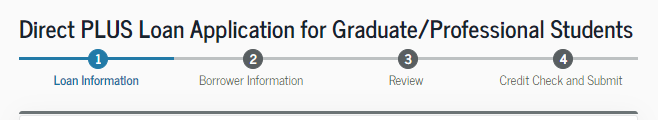 Direct PLUS Loan Application for Graduate/Professional Students
1 2 3 4
Loan Information Borrower Information Review Credit Check and Submit